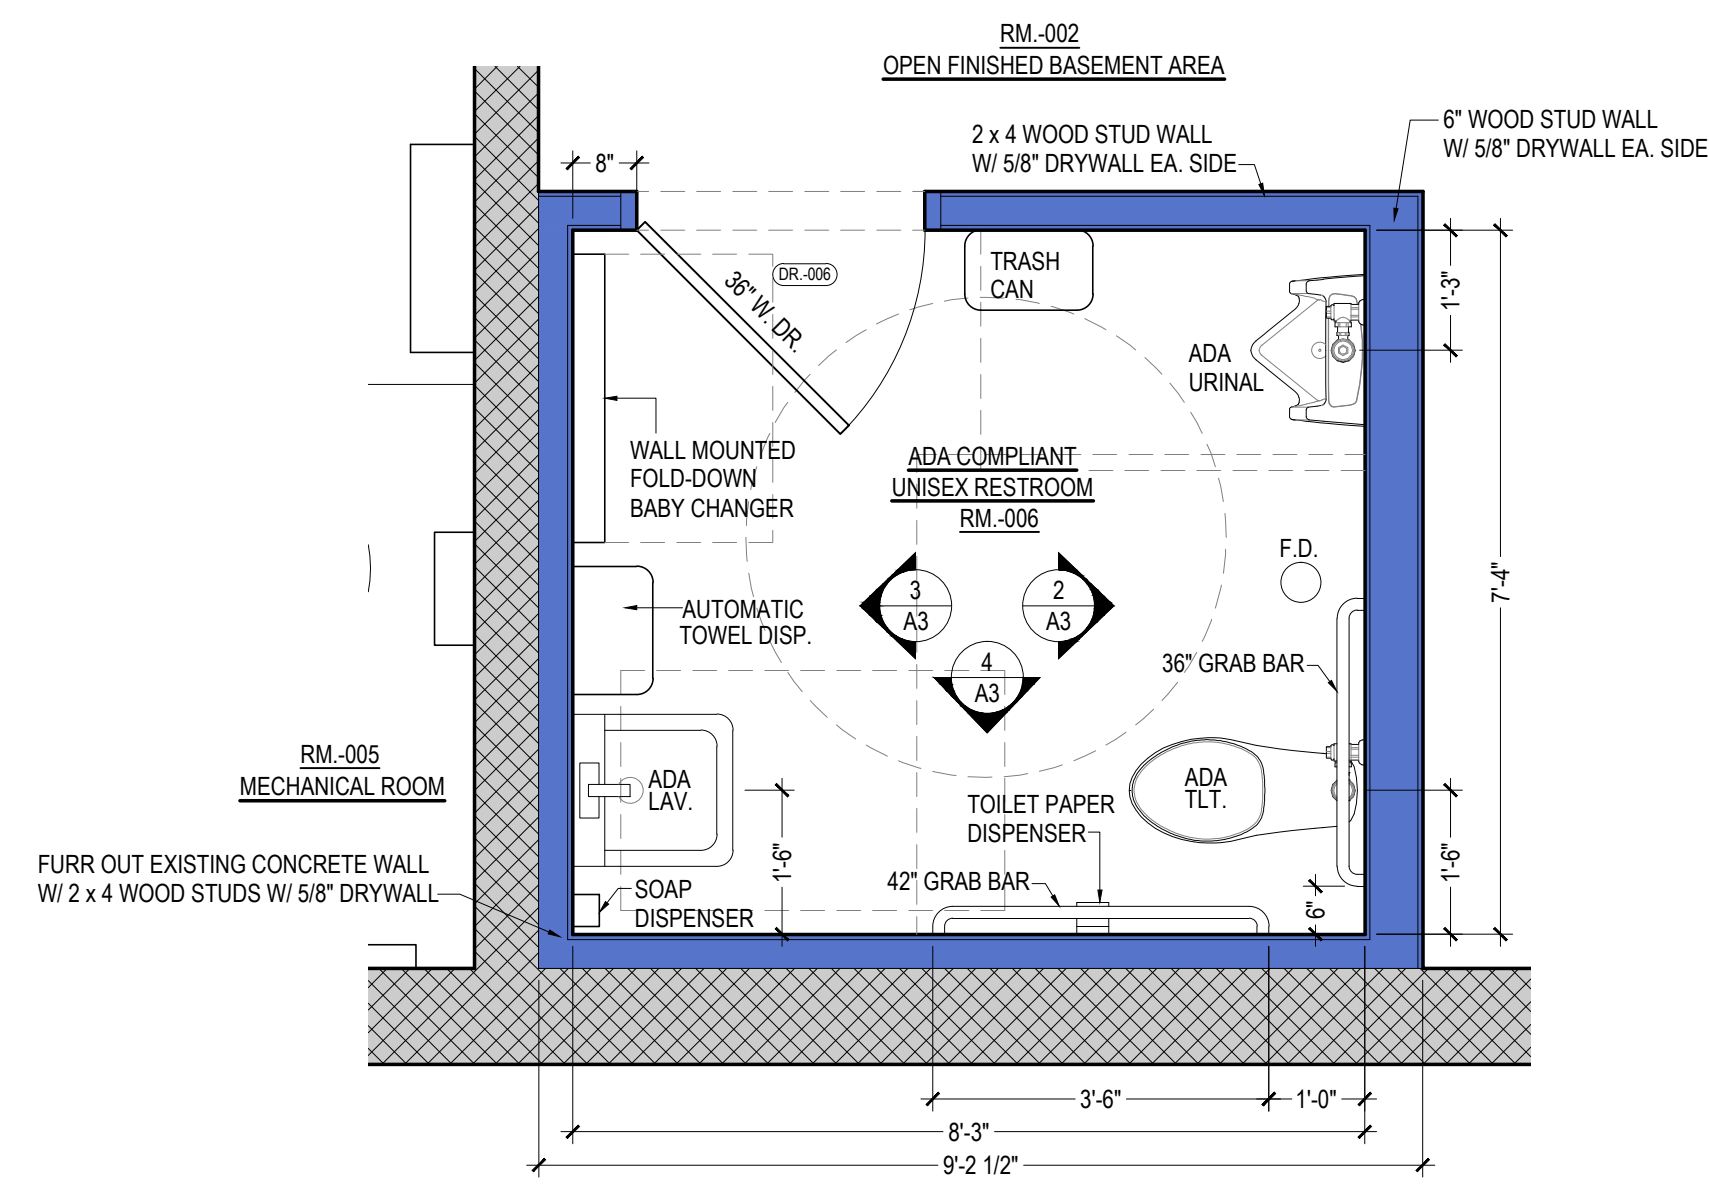 RM.-002
OPEN FINISHED BASEMENT AREA
2 x 4 WOOD STUD WALL
W/ 5/8" DRYWALL EA. SIDE
6" WOOD STUD WALL
W/ 5/8" DRYWALL EA. SIDE
8"
TRASH
CAN
DR.-006
36" W. DR.
1'-3"
ADA
URINAL
WALL MOUNTED
FOLD-DOWN
BABY CHANGER
ADA COMPLIANT
UNISEX RESTROOM
RM.-006
F.D.
7'-4"
3
A3
2
A3
AUTOMATIC
TOWEL DISP.
4
A3
36" GRAB BAR
RM.-005
MECHANICAL ROOM
ADA
LAV.
ADA
TLT.
TOILET PAPER
DISPENSER
1'-6"
1'-6"
FURR OUT EXISTING CONCRETE WALL
W/ 2 x 4 WOOD STUDS W/ 5/8" DRYWALL
SOAP
DISPENSER
42" GRAB BAR
6"
3'-6"
1'-0"
8'-3"
9'-2 1/2"